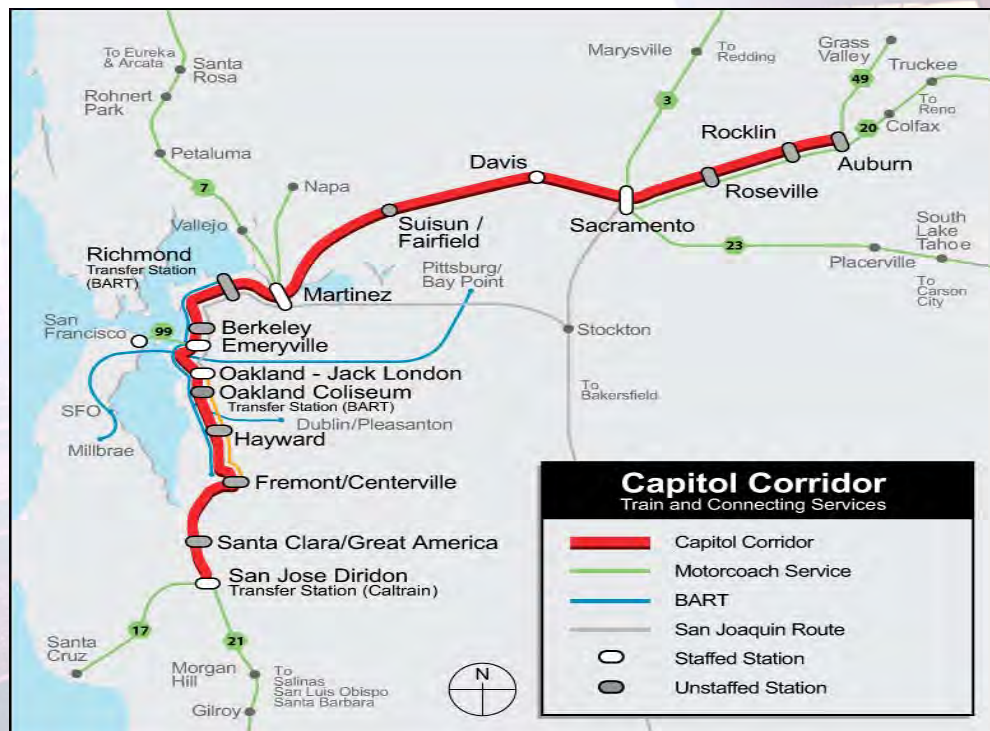 To Eureka
& Arcata
Santa
Rosa
Rohnert
Park
Petaluma
7
Napa
Vallejo
Marysville
To
Redding
3
Grass
Valley
49
Truckee
To
Reno
20
Colfax
Rocklin
Auburn
Roseville
Davis
Sacramento
Suisun /
Fairfield
23
South
Lake
Tahoe
Placerville
To
Carson
City
Richmond
Transfer Station
(BART)
Martinez
Pittsburg/
Bay Point
San
Francisco
99
Berkeley
Emeryville
Stockton
Oakland - Jack London
Oakland Coliseum
Transfer Station (BART)
Dublin/Pleasanton
To
Bakersfield
SFO
Millbrae
Hayward
Fremont/Centerville
Santa Clara/Great America
San Jose Diridon
Transfer Station (Caltrain)
17
21
Santa
Cruz
Morgan
Hill
To
Salinas
San Luis Obispo
Santa Barbara
Gilroy
N
Capitol Corridor
Train and Connecting Services
Capitol Corridor
Motorcoach Service
BART
San Joaquin Route
Staffed Station
Unstaffed Station